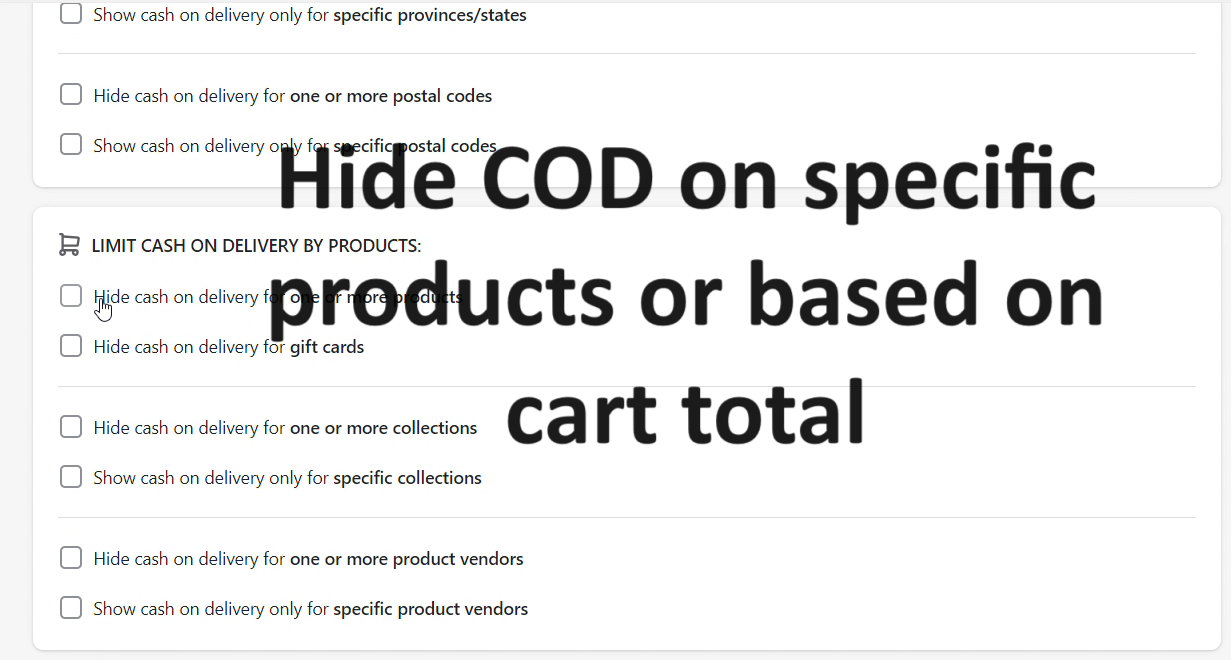 Show cash on delivery only for specific provinces/states
Hide cash on delivery for one or more postal codes
Show cash on delivery only for specific postal codes
Hide COD on specific
products or based on
cart total
LIMIT CASH ON DELIVERY BY PRODUCTS:
Hide cash on delivery for one or more products
Hide cash on delivery for gift cards
Hide cash on delivery for one or more collections
Show cash on delivery only for specific collections
Hide cash on delivery for one or more product vendors
Show cash on delivery only for specific product vendors